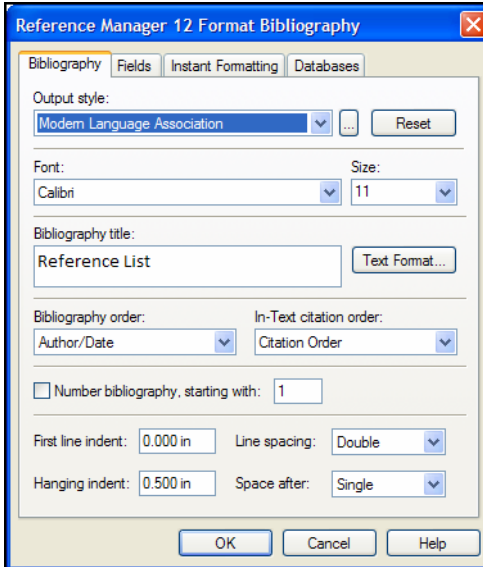 Reference Manager 12 Format Bibliography
Bibliography Fields Instant Formatting Databases
Output style:
Modern Language Association ... Reset
Font: Size:
Calibri 11
Bibliography title:
Reference List Text Format...
Bibliography order: In-Text citation order:
Author/Date Citation Order
Number bibliography, starting with: 1
First line indent: 0.000 in Line spacing: Double
Hanging indent: 0.500 in Space after: Single
OK Cancel Help